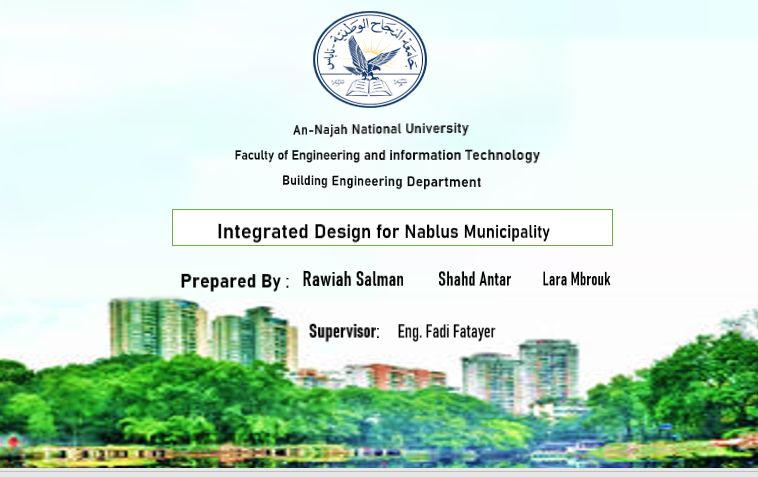 جامعة النجاح الوطنية - نابلس
An-Najah National University
Faculty of Engineering and information Technology
Building Engineering Department
Integrated Design for Nablus Municipality
Prepared By : Rawiah Salman Shahd Antar Lara Mbrouk
Supervisor: Eng. Fadi Fatayer